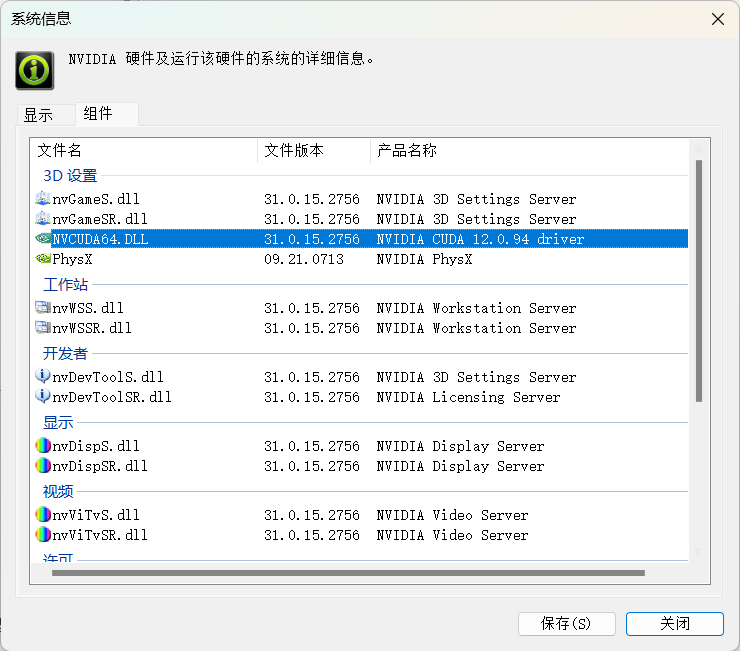 系统信息
NVIDIA 硬件及运行该硬件的系统的详细信息。
显示 组件
文件名 文件版本 产品名称
3D 设置
nvGameS.dll 31.0.15.2756 NVIDIA 3D Settings Server
nvGameSR.dll 31.0.15.2756 NVIDIA 3D Settings Server
NVCUDA64.DLL 31.0.15.2756 NVIDIA CUDA 12.0.94 driver
PhysX 09.21.0713 NVIDIA PhysX
工作站
nvWSS.dll 31.0.15.2756 NVIDIA Workstation Server
nvWSSR.dll 31.0.15.2756 NVIDIA Workstation Server
开发者
nvDevToolS.dll 31.0.15.2756 NVIDIA 3D Settings Server
nvDevToolSR.dll 31.0.15.2756 NVIDIA Licensing Server
显示
nvDispS.dll 31.0.15.2756 NVIDIA Display Server
nvDispSR.dll 31.0.15.2756 NVIDIA Display Server
视频
nvViTvS.dll 31.0.15.2756 NVIDIA Video Server
nvViTvSR.dll 31.0.15.2756 NVIDIA Video Server
许可
保存(S) 关闭